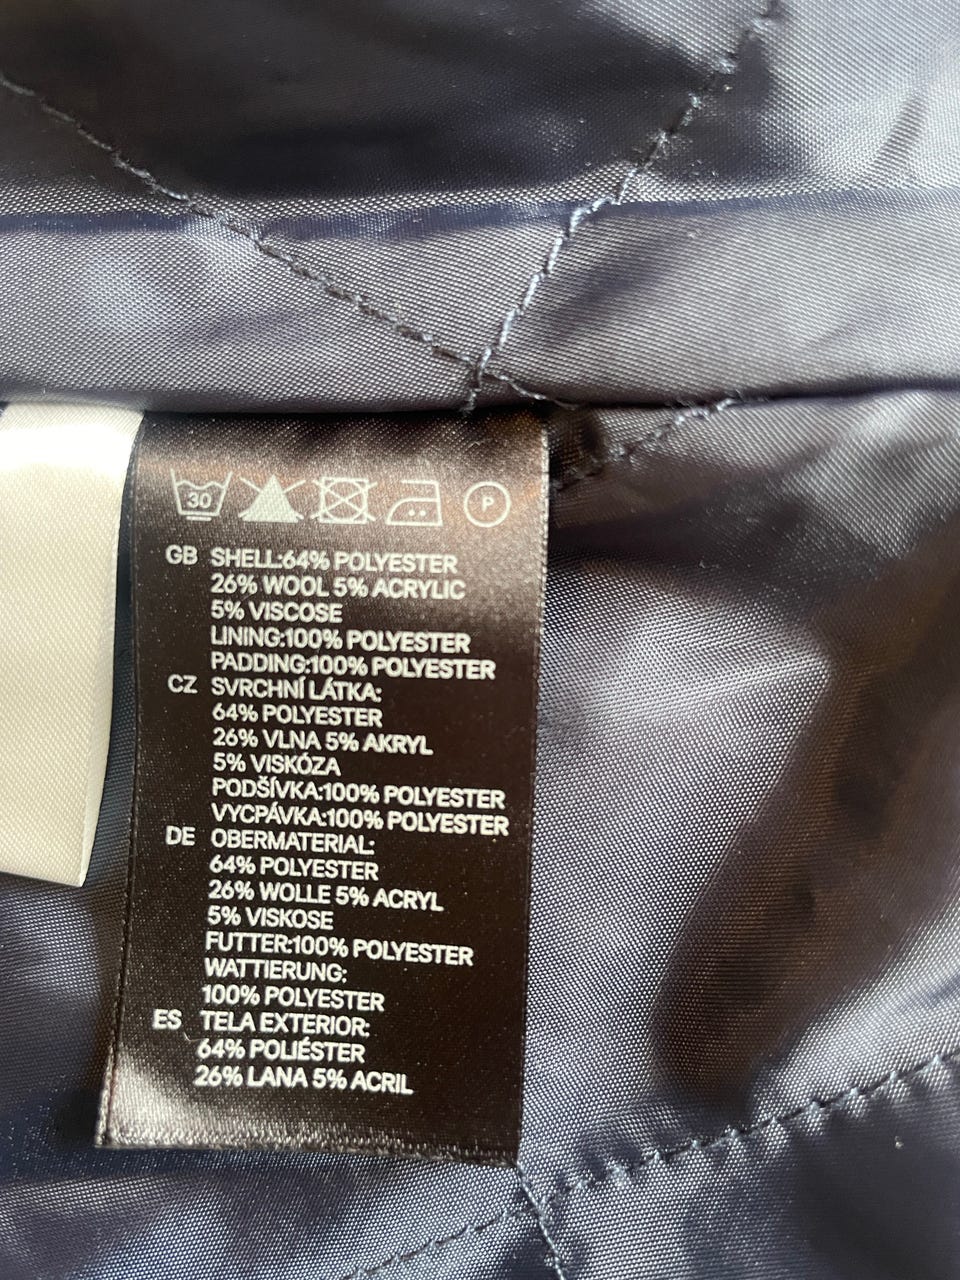 30 P
GB SHELL:64% POLYESTER
26% WOOL 5% ACRYLIC
5% VISCOSE
LINING:100% POLYESTER
PADDING:100% POLYESTER
CZ SVRCHNÍ LÁTKA:
64% POLYESTER
26% VLNA 5% AKRYL
5% VISKÓZA
PODŠÍVKA:100% POLYESTER
VYCPÁVKA:100% POLYESTER
DE OBERMATERIAL:
64% POLYESTER
26% WOLLE 5% ACRYL
5% VISKOSE
FUTTER:100% POLYESTER
WATTIERUNG:
100% POLYESTER
ES TELA EXTERIOR:
64% POLIÉSTER
26% LANA 5% ACRIL